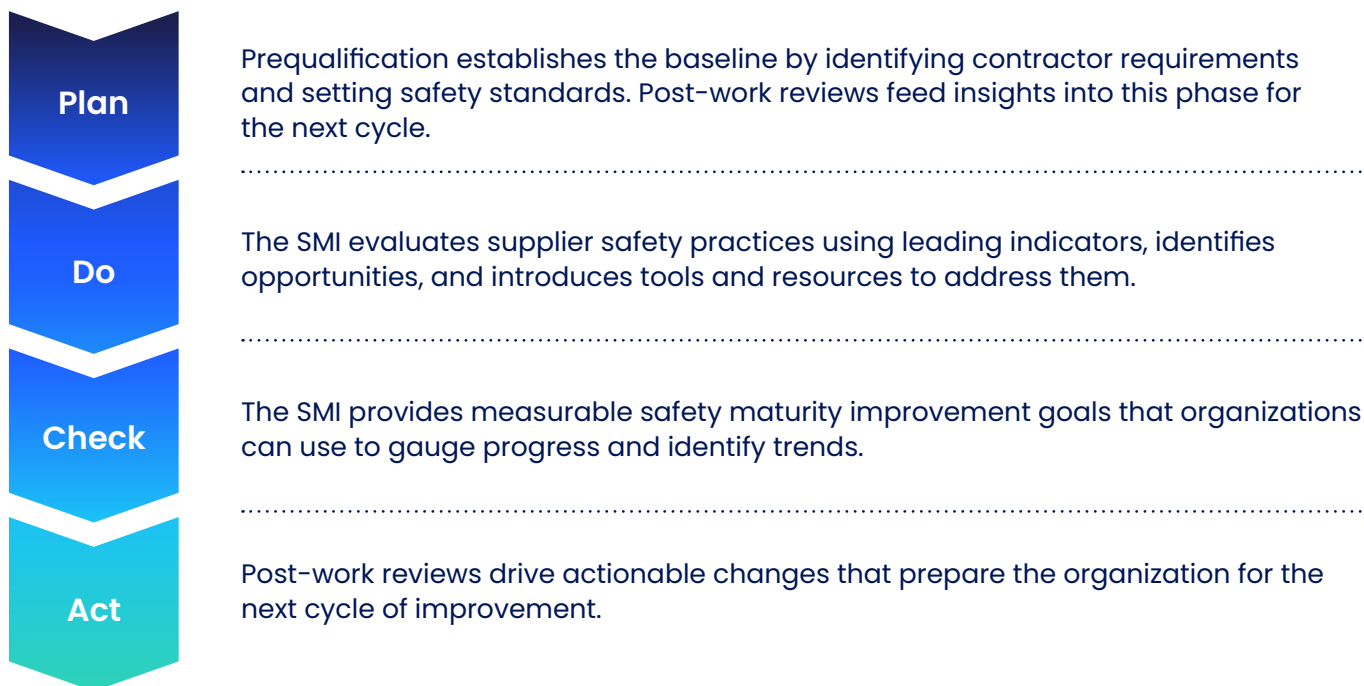 Plan
Prequalification establishes the baseline by identifying contractor requirements
and setting safety standards. Post-work reviews feed insights into this phase for
the next cycle.
Do
The SMI evaluates supplier safety practices using leading indicators, identifies
opportunities, and introduces tools and resources to address them.
Check
The SMI provides measurable safety maturity improvement goals that organizations
can use to gauge progress and identify trends.
Act
Post-work reviews drive actionable changes that prepare the organization for the
next cycle of improvement.